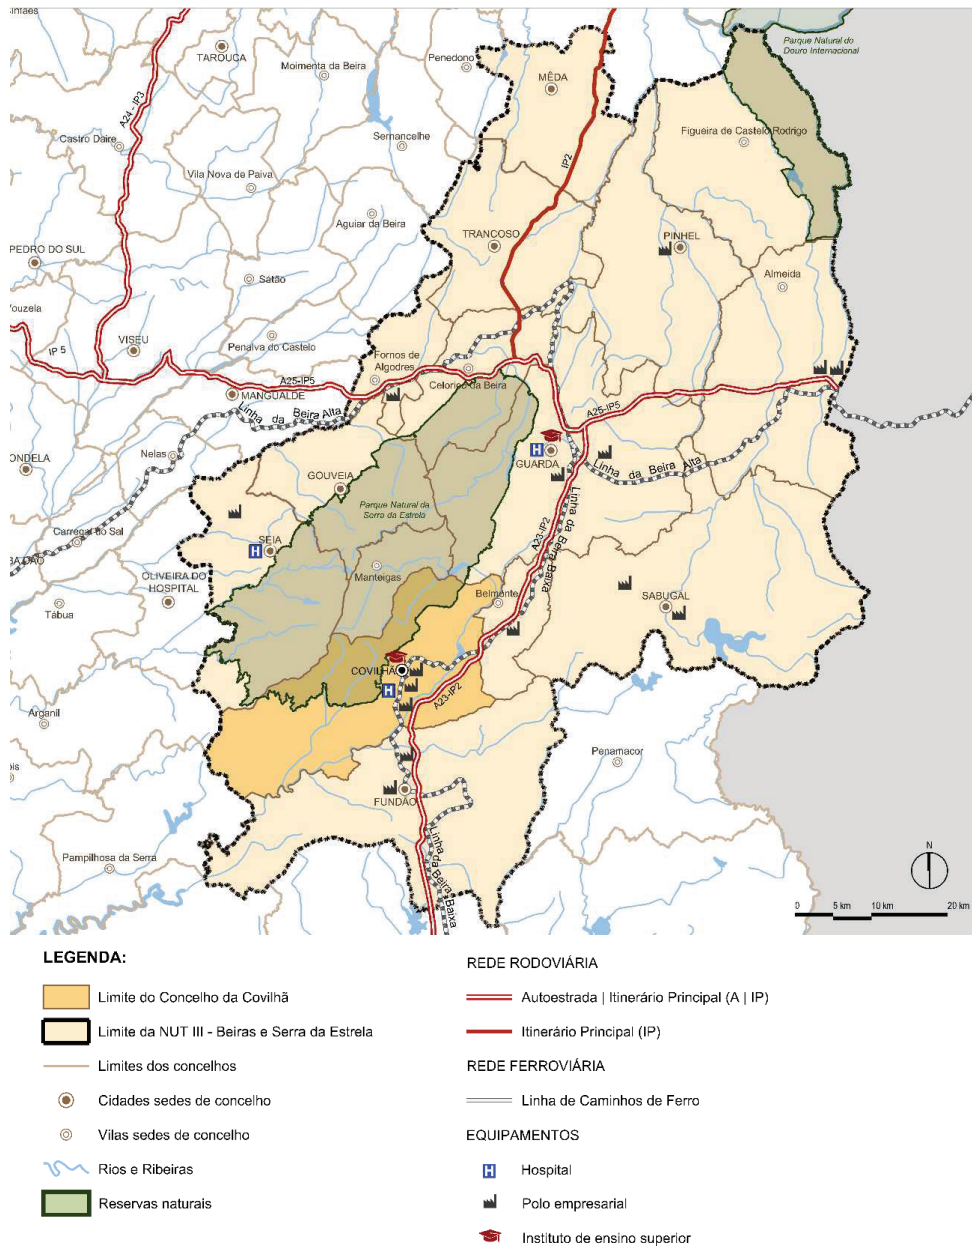 TAROUCA
Moimenta da Beira
Penedono
MÊDA
Parque Natural do
Douro Internacional
A24 - IP3
Castro Daire
Sernancelhe
IP2
Figueira de Castelo Rodrigo
Vila Nova de Paiva
Aguiar da Beira
PEDRO DO SUL
TRANCOSO
PINHEL
Satão
Almeida
Vouzela
IP 5
VISEU
Penalva do Castelo
Fornos de
Algodres
A25-IP5
Celorico da Beira
MANGUALDE
Linha da Beira Alta
A25-IP5
Nelas
GUARDA
Linha da Beira Alta
GOUVEIA
Parque Natural da
Serra da Estrela
Linha da Beira Baixa
A23-IP2
Carregal do Sal
SEIA
OLIVEIRA DO
HOSPITAL
Manteigas
Belmonte
SABUGAL
Tábua
COVILHÃ
A23-IP2
Arganil
Penamacor
FUNDÃO
Linha da Beira Baixa
Pampilhosa da Serra
N
0 5 km 10 km 20 km
LEGENDA:
Limite do Concelho da Covilhã
Limite da NUT III - Beiras e Serra da Estrela
Limites dos concelhos
Cidades sedes de concelho
Vilas sedes de concelho
Rios e Ribeiras
Reservas naturais
REDE RODOVIÁRIA
Autoestrada | Itinerário Principal (A | IP)
Itinerário Principal (IP)
REDE FERROVIÁRIA
Linha de Caminhos de Ferro
EQUIPAMENTOS
H Hospital
Polo empresarial
Instituto de ensino superior